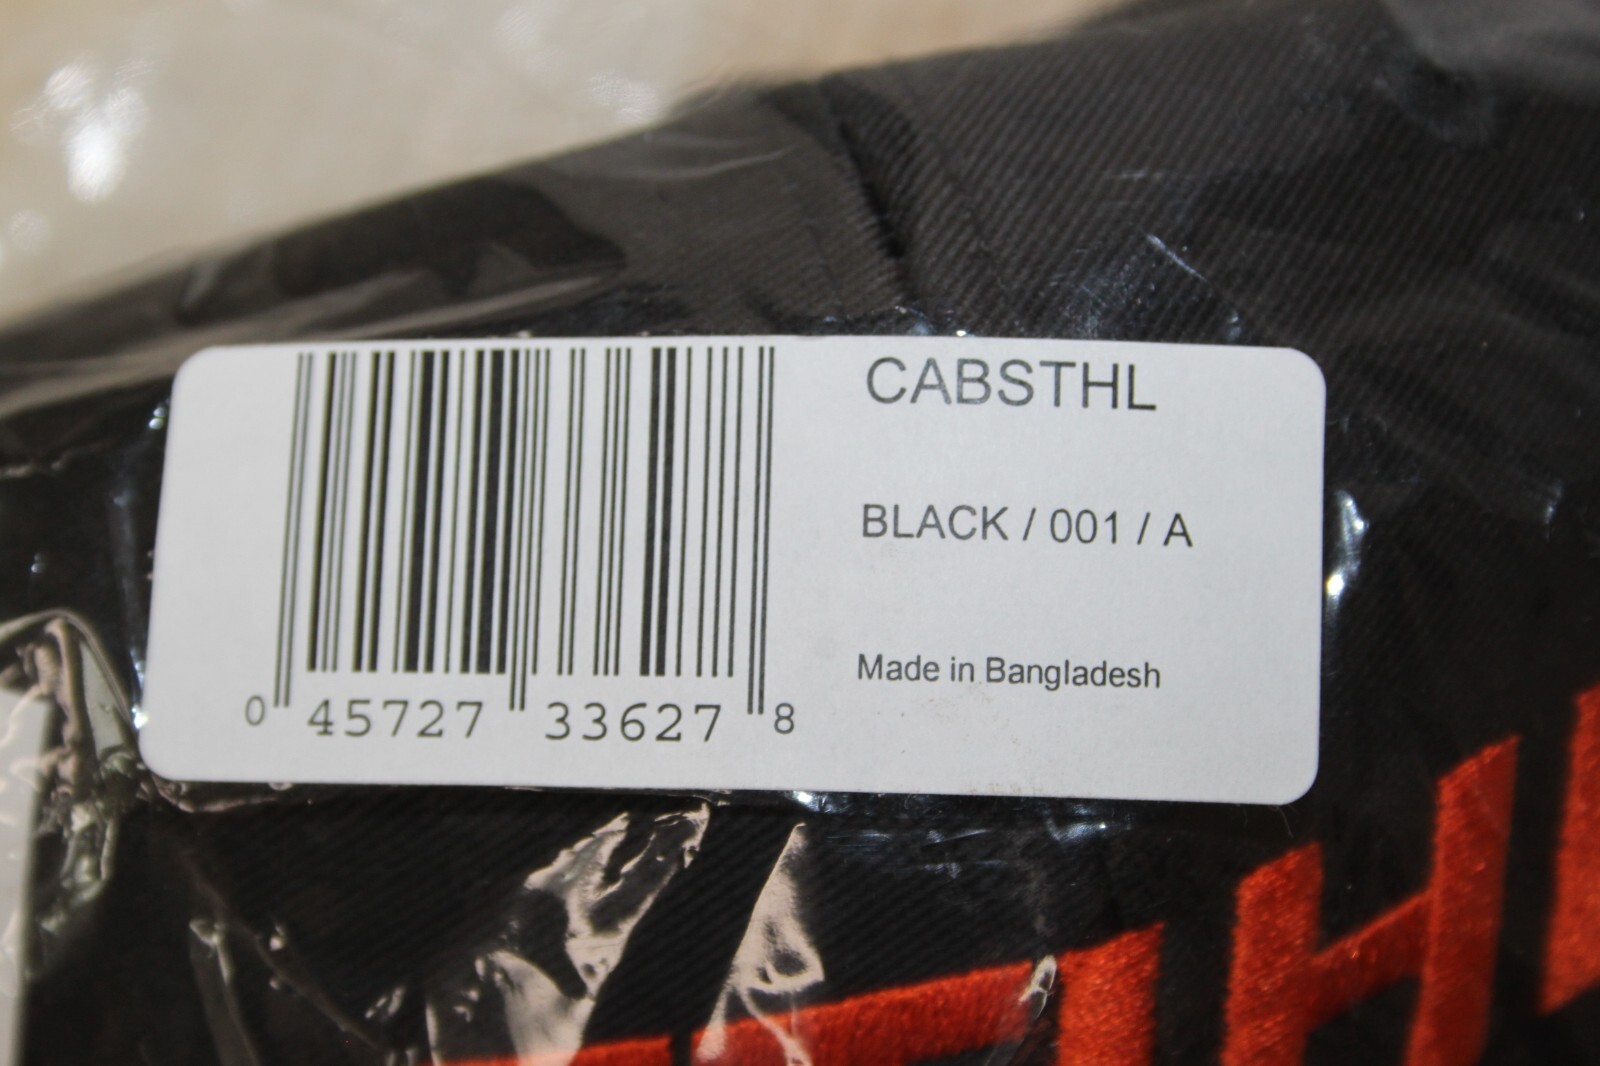 CABSTHL
BLACK / 001 / A
Made in Bangladesh
0 45727 33627 8